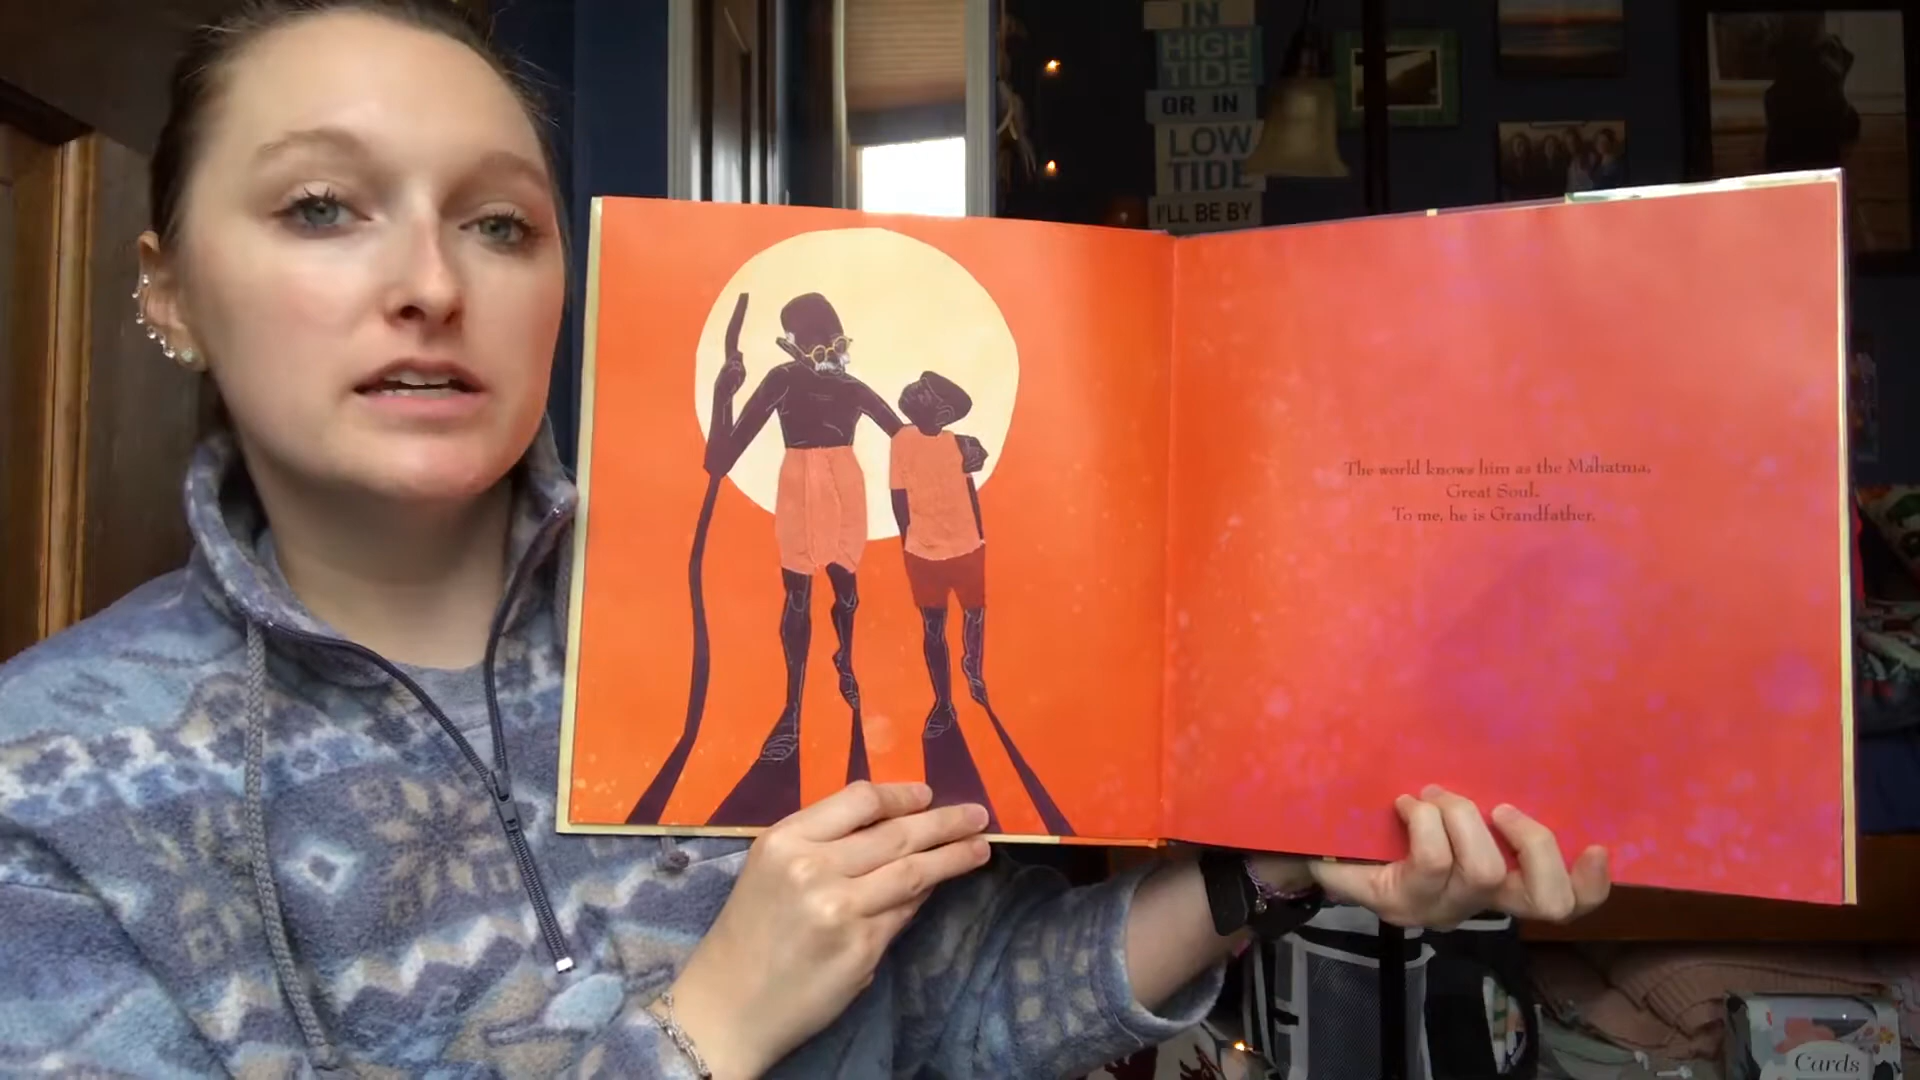 IN
HIGH
TIDE
OR IN
LOW
TIDE
I'LL BE BY
The world knows him as the Mahatma,
Great Soul.
To me, he is Grandfather.
Cards